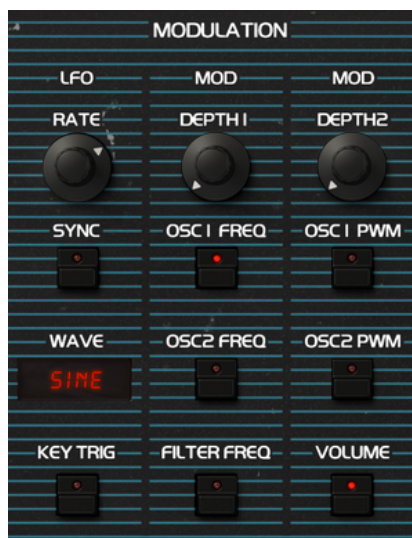 MODULATION
LFO MOD MOD
RATE DEPTH1 DEPTH2
SYNC OSC1 FREQ OSC1 PWM
WAVE OSC2 FREQ OSC2 PWM
SINE
KEY TRIG FILTER FREQ VOLUME